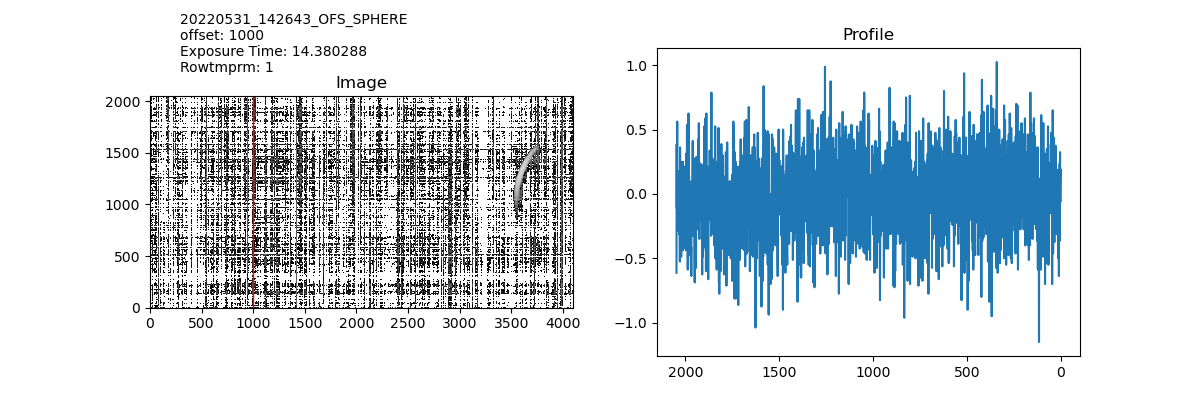 20220531_142643_OFS_SPHERE
offset: 1000
Exposure Time: 14.380288
Rowtmprm: 1
Image
2000
1500
1000
500
0
0 500 1000 1500 2000 2500 3000 3500 4000
Profile
1.0
0.5
0.0
−0.5
−1.0
2000 1500 1000 500 0